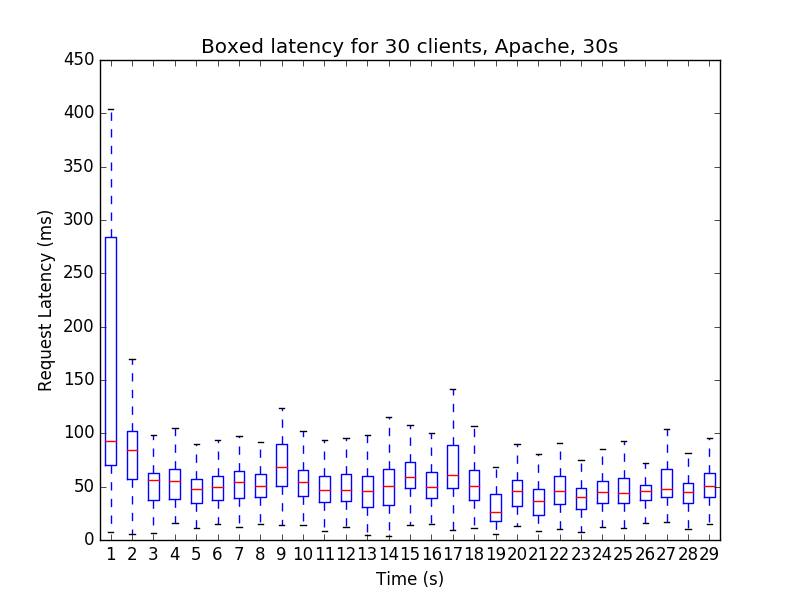 Boxed latency for 30 clients, Apache, 30s
450
400
350
300
250
200
150
100
50
0
Request Latency (ms)
1 2 3 4 5 6 7 8 9 10 11 12 13 14 15 16 17 18 19 20 21 22 23 24 25 26 27 28 29
Time (s)